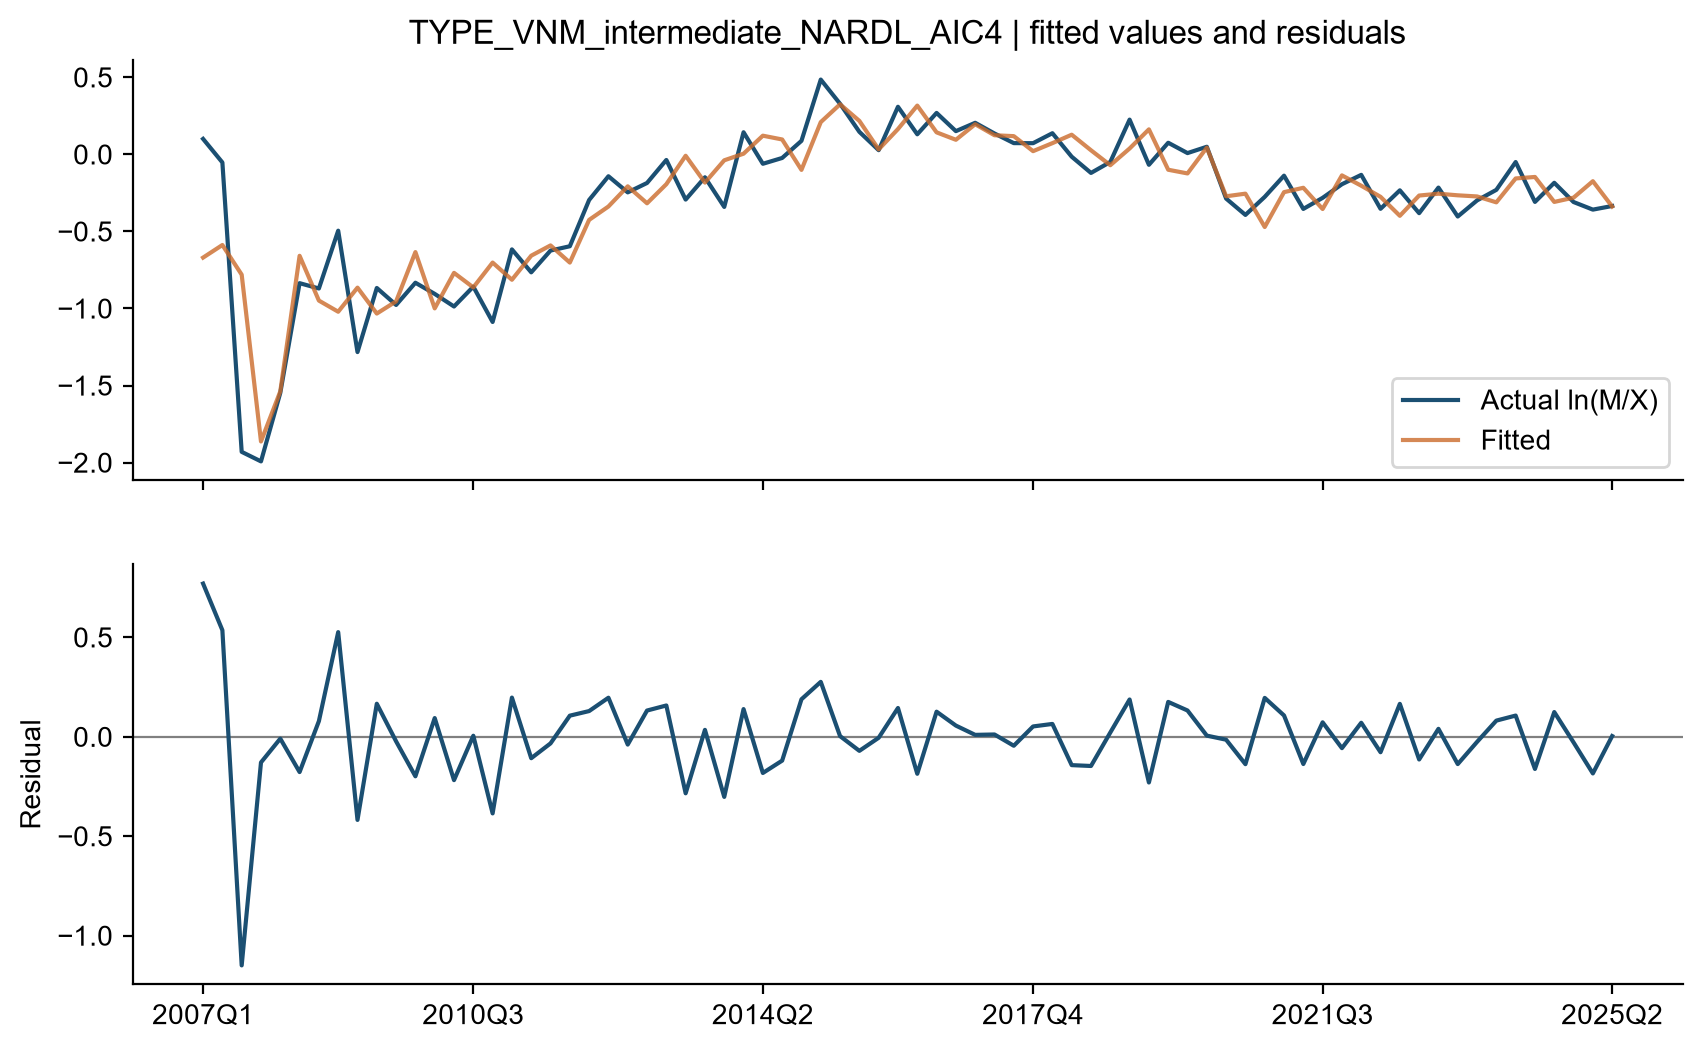 TYPE_VNM_intermediate_NARDL_AIC4 | fitted values and residuals
0.5
0.0
−0.5
−1.0
−1.5
−2.0
Actual ln(M/X)
Fitted
Residual
0.5
0.0
−0.5
−1.0
2007Q1 2010Q3 2014Q2 2017Q4 2021Q3 2025Q2